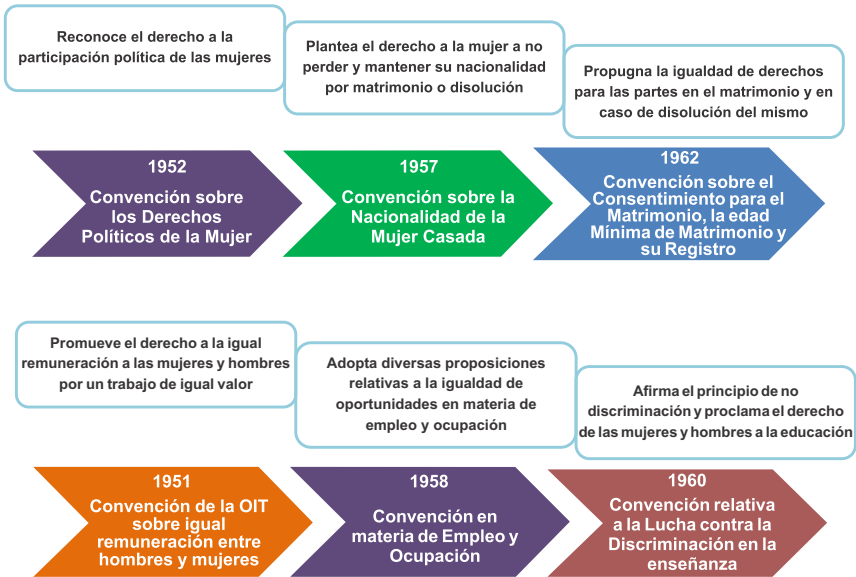 Reconoce el derecho a la
participación política de las mujeres
Plantea el derecho a la mujer a no
perder y mantener su nacionalidad
por matrimonio o disolución
Propugna la igualdad de derechos
para las partes en el matrimonio y en
caso de disolución del mismo
1952
Convención sobre
los Derechos
Políticos de la Mujer
1957
Convención sobre la
Nacionalidad de la
Mujer Casada
1962
Convención sobre el
Consentimiento para el
Matrimonio, la edad
Mínima de Matrimonio y
su Registro
Promueve el derecho a la igual
remuneración a las mujeres y hombres
por un trabajo de igual valor
Adopta diversas proposiciones
relativas a la igualdad de
oportunidades en materia de
empleo y ocupación
Afirma el principio de no
discriminación y proclama el derecho
de las mujeres y hombres a la educación
1951
Convención de la OIT
sobre igual
remuneración entre
hombres y mujeres
1958
Convención en
materia de Empleo y
Ocupación
1960
Convención relativa
a la Lucha contra la
Discriminación en la
enseñanza